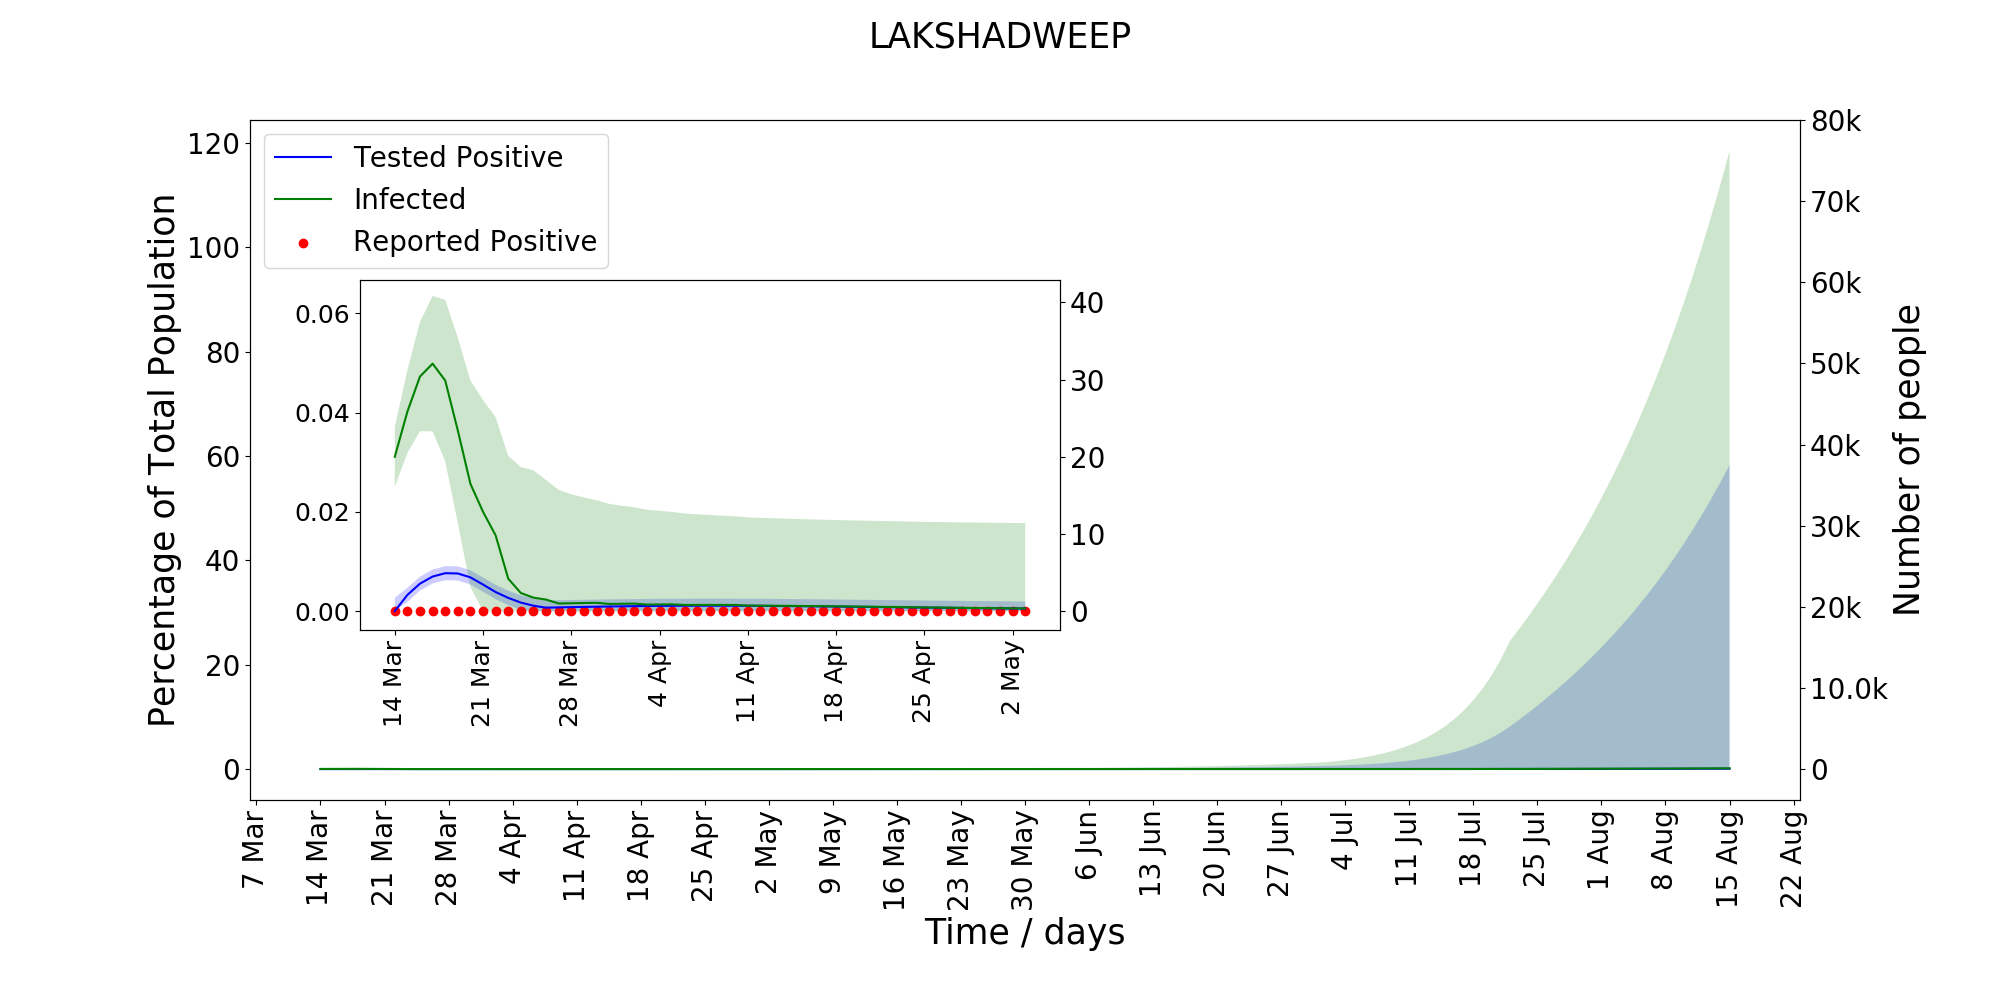 LAKSHADWEEP
Tested Positive
Infected
Reported Positive
Percentage of Total Population
120
100
80
60
40
20
0
80k
70k
60k
50k
40k
30k
20k
10.0k
0
Number of people
0.06
0.04
0.02
0.00
40
30
20
10
0
14 Mar
21 Mar
28 Mar
4 Apr
11 Apr
18 Apr
25 Apr
2 May
7 Mar
14 Mar
21 Mar
28 Mar
4 Apr
11 Apr
18 Apr
25 Apr
2 May
9 May
16 May
23 May
30 May
6 Jun
13 Jun
20 Jun
27 Jun
4 Jul
11 Jul
18 Jul
25 Jul
1 Aug
8 Aug
15 Aug
22 Aug
Time / days